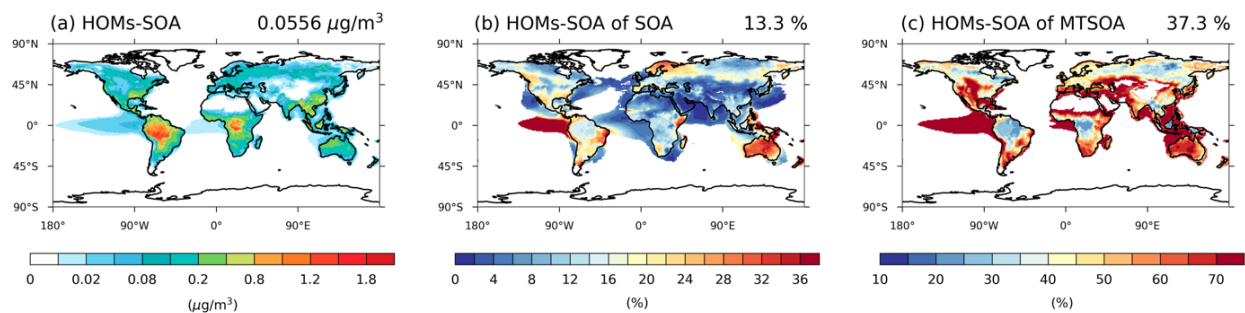 (a) HOMs-SOA 0.0556 μg/m³
(b) HOMs-SOA of SOA 13.3 %
(c) HOMs-SOA of MTSOA 37.3 %
90°N 90°N 90°N
45°N 45°N 45°N
0° 0° 0°
45°S 45°S 45°S
90°S 90°S 90°S
180° 90°W 0° 90°E 180° 90°W 0° 90°E 180° 90°W 0° 90°E
0 0.02 0.08 0.2 0.8 1.2 1.8
0 4 8 12 16 20 24 28 32 36
10 20 30 40 50 60 70
(μg/m³) (%) (%)